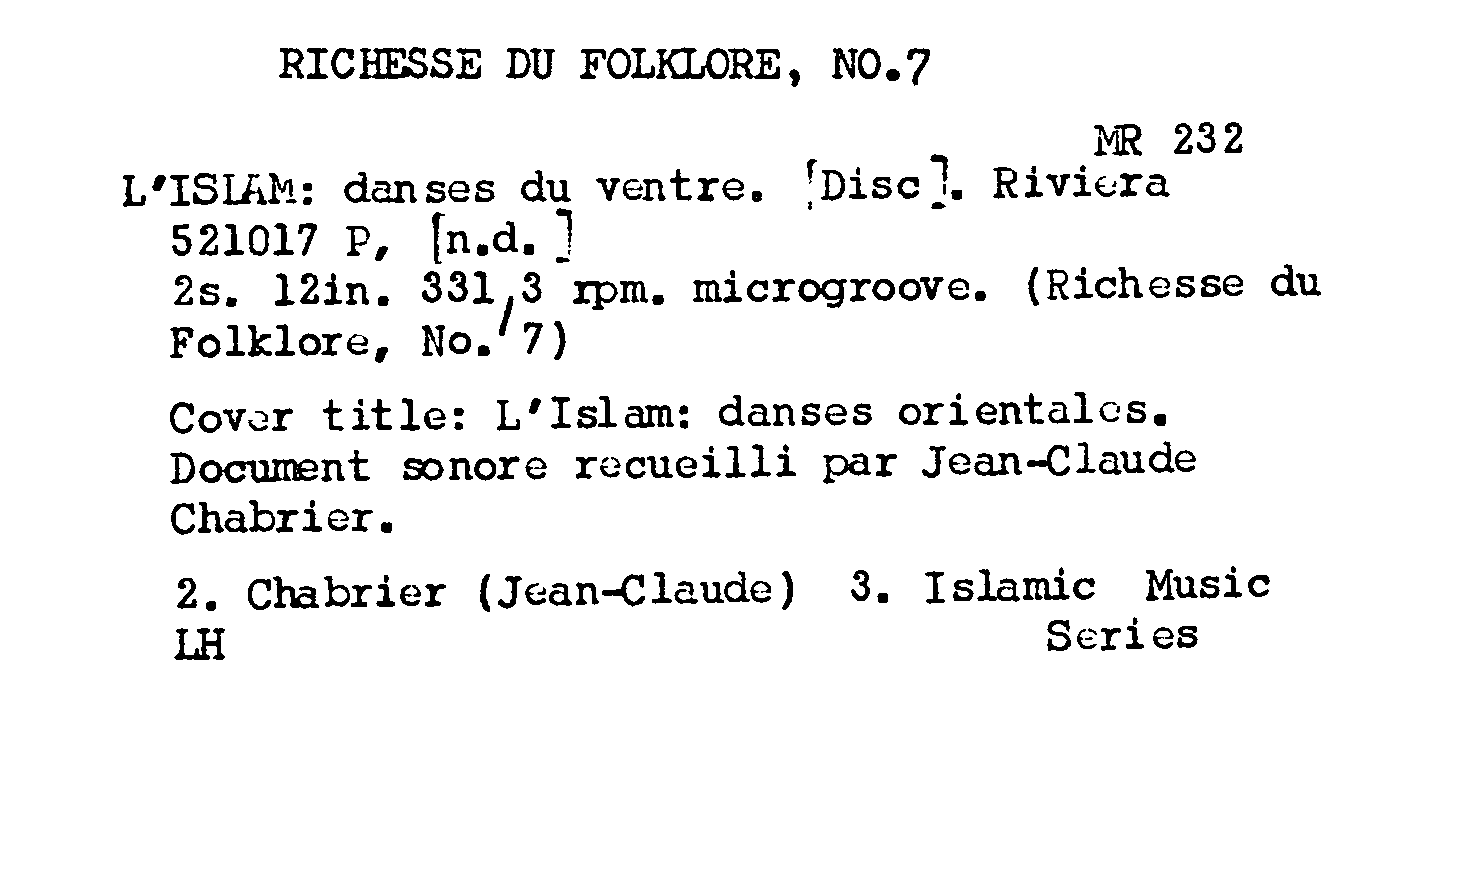 RICHESSE DU FOLKLORE, NO.7
MR 232
L'ISLAM: danses du ventre. [Disc]. Riviera
521017 P, [n.d. ]
2s. 12in. 331/3 rpm. microgroove. (Richesse du
Folklore, No. 7)
Cover title: L'Islam: danses orientales.
Document sonore recueilli par Jean-Claude
Chabrier.
2. Chabrier (Jean-Claude) 3. Islamic Music
LH Series